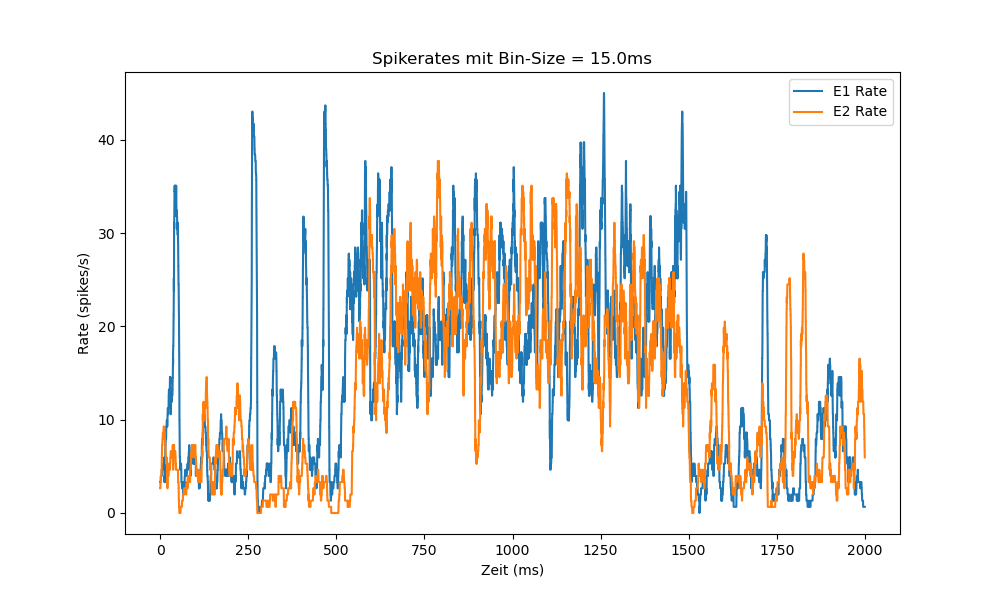 Spikerates mit Bin-Size = 15.0ms
E1 Rate
E2 Rate
Rate (spikes/s)
40
30
20
10
0
0 250 500 750 1000 1250 1500 1750 2000
Zeit (ms)